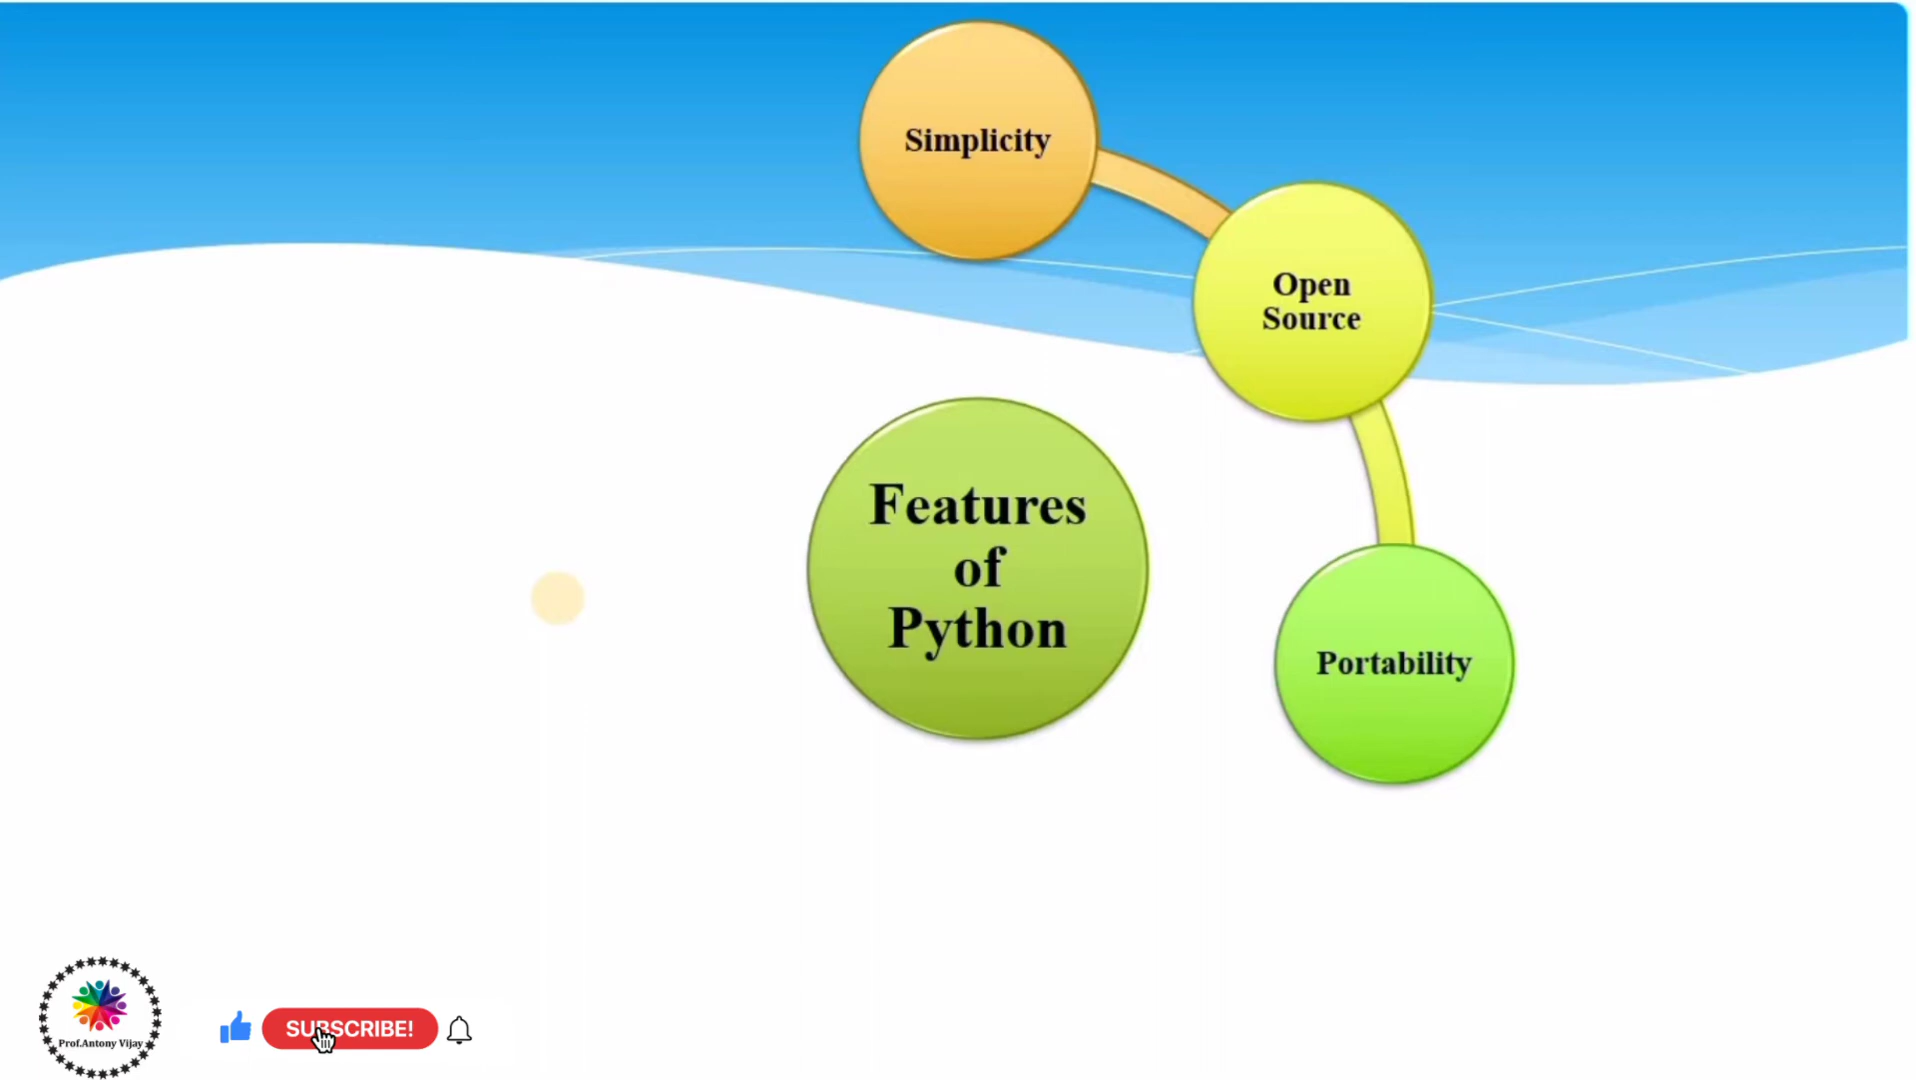 Simplicity
Open
Source
Features
of
Python
Portability
Prof.Antony Vijay
SUBSCRIBE!